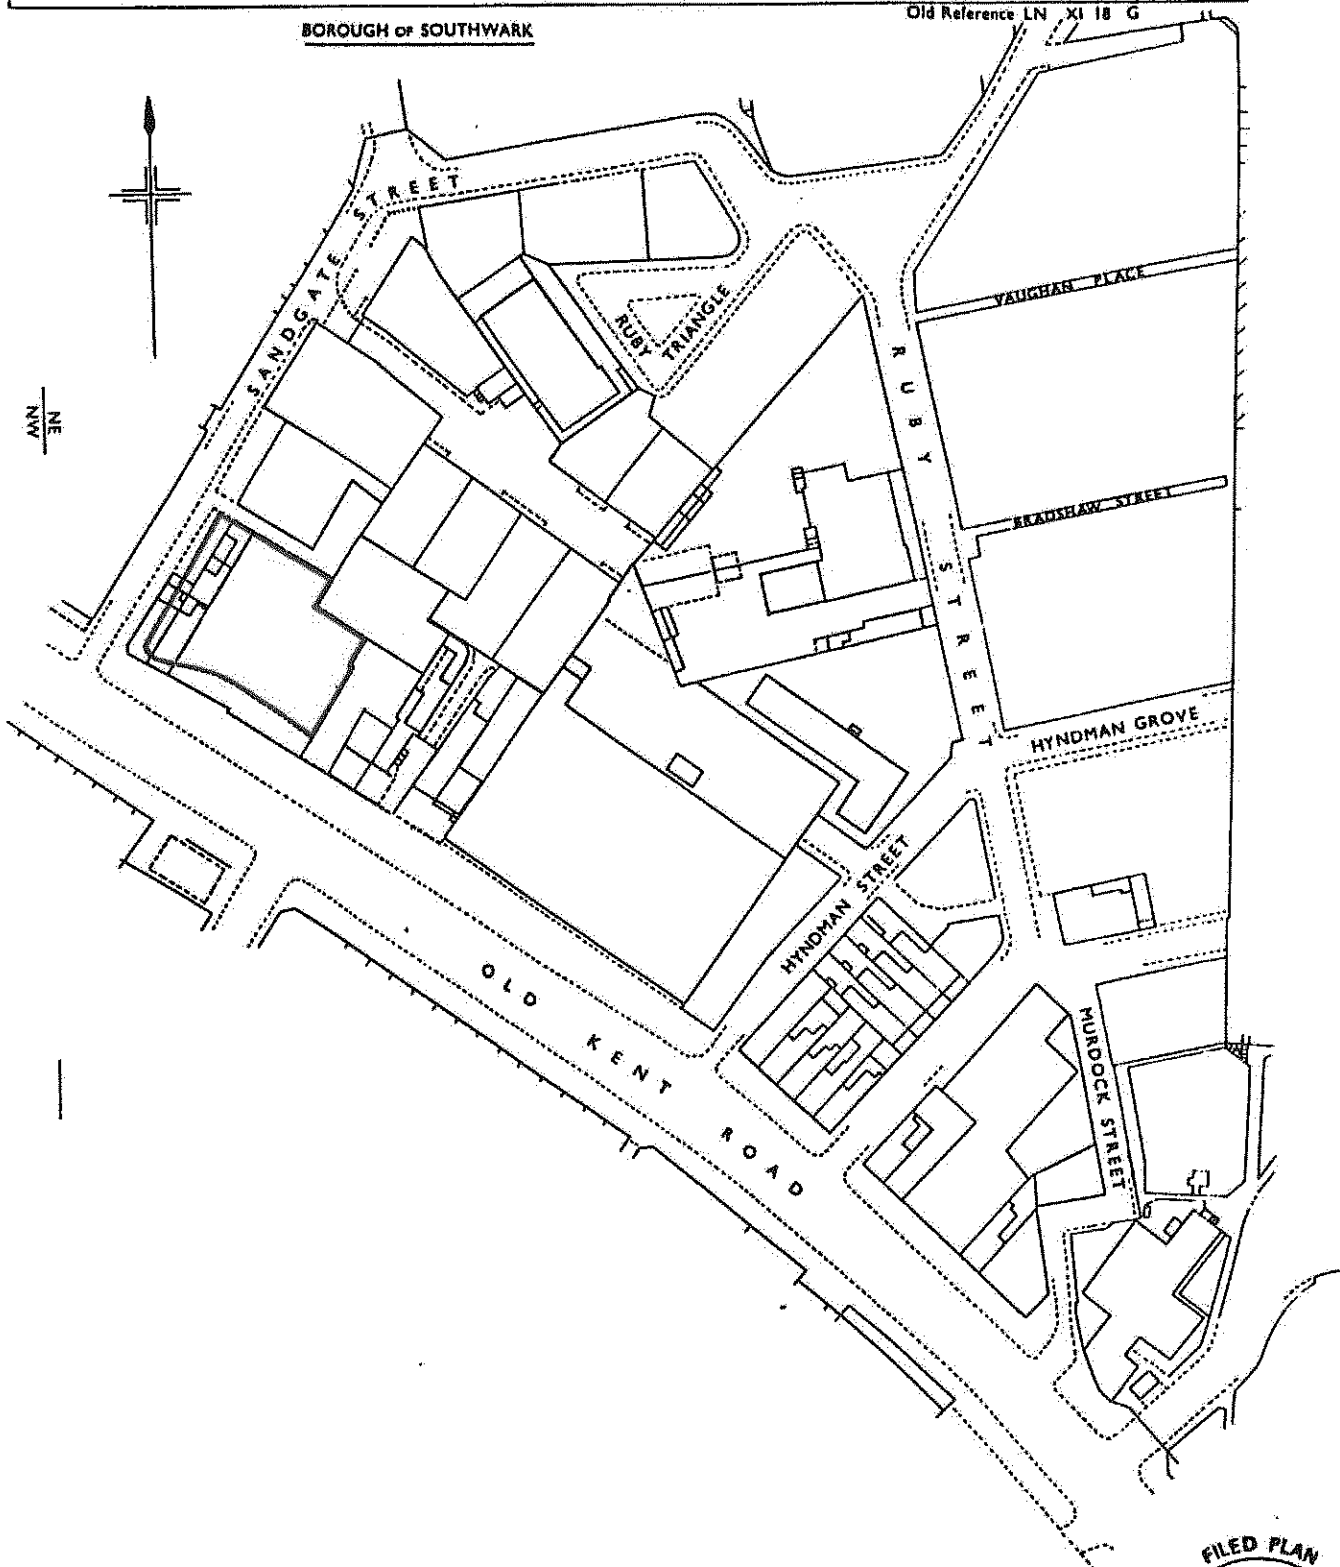 Old Reference LN XI 18 G
BOROUGH OF SOUTHWARK
SANDGATE STREET
VAUGHAN PLACE
RUBY TRIANGLE
RUBY STREET
NE
NW
BRADSHAW STREET
HYNDMAN GROVE
HYNDMAN STREET
OLD KENT ROAD
MURDOCK STREET
FILED PLAN